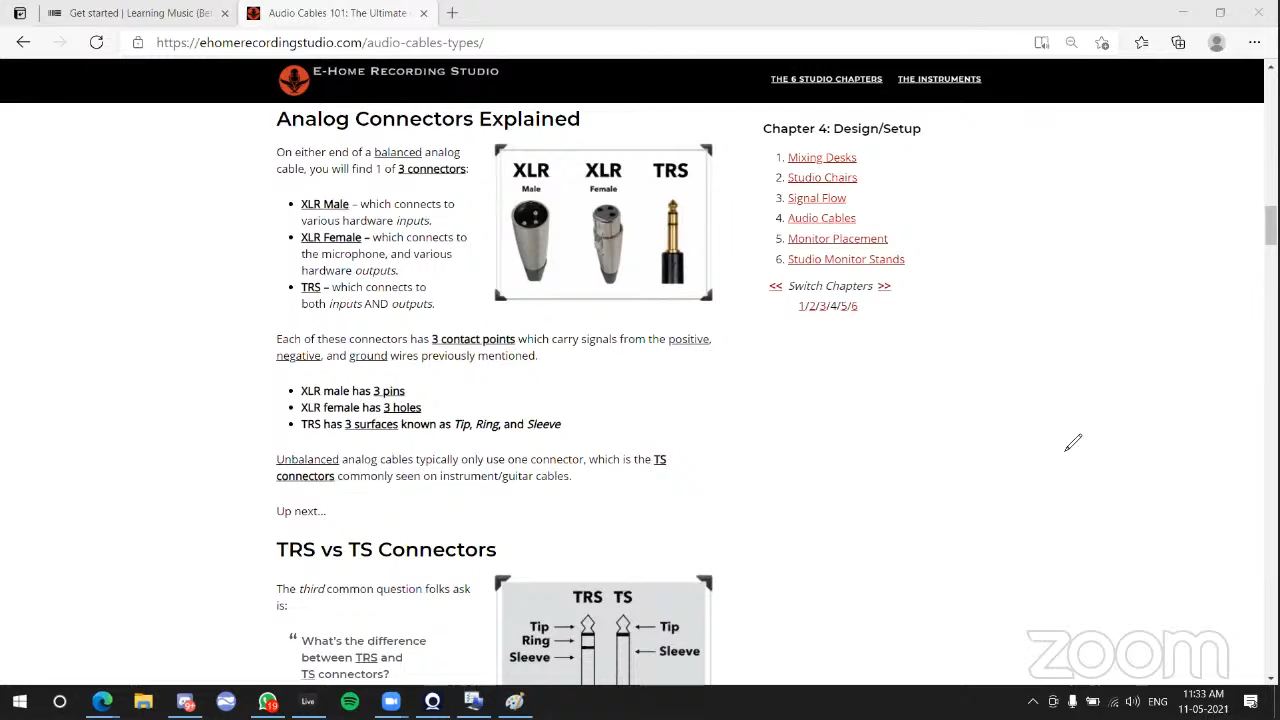 Get started | Learning Music (Be
Audio Cables 101: The Ultimate
https://ehomerecordingstudio.com/audio-cables-types/
E-Home Recording Studio
THE 6 STUDIO CHAPTERS
THE INSTRUMENTS
Analog Connectors Explained
On either end of a balanced analog
cable, you will find 1 of 3 connectors:
• XLR Male – which connects to
various hardware inputs.
• XLR Female – which connects to
the microphone, and various
hardware outputs.
• TRS – which connects to
both inputs AND outputs.
XLR XLR TRS
Male Female
Each of these connectors has 3 contact points which carry signals from the positive,
negative, and ground wires previously mentioned.
• XLR male has 3 pins
• XLR female has 3 holes
• TRS has 3 surfaces known as Tip, Ring, and Sleeve
Unbalanced analog cables typically only use one connector, which is the TS
connectors commonly seen on instrument/guitar cables.
Up next...
TRS vs TS Connectors
The third common question folks ask
is:
“ What's the difference
between TRS and
TS connectors?
TRS TS
Tip Tip
Ring
Sleeve Sleeve
Chapter 4: Design/Setup
1. Mixing Desks
2. Studio Chairs
3. Signal Flow
4. Audio Cables
5. Monitor Placement
6. Studio Monitor Stands
<< Switch Chapters >>
1/2/3/4/5/6
zoom
9+
19
Live
ENG
11:33 AM
11-05-2021